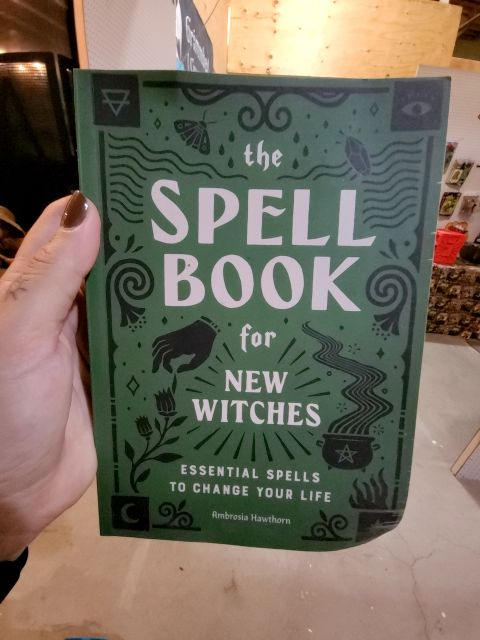 the
SPELL
BOOK
for
NEW
WITCHES
ESSENTIAL SPELLS
TO CHANGE YOUR LIFE
Ambrosia Hawthorn